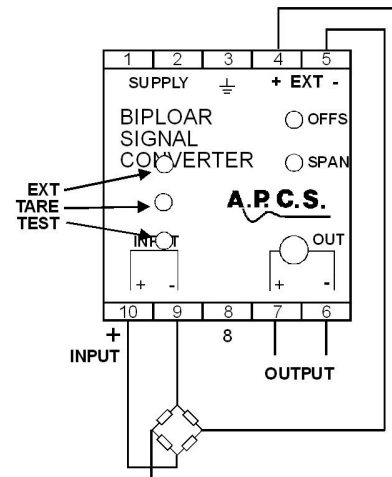 1 2 3 4 5
SUPPLY + EXT -
BIPLOAR
SIGNAL
CONVERTER
OFFS
SPAN
EXT
TARE
TEST
A.P.C.S.
INPUT
OUT
+ - + -
10 9 8 7 6
+
INPUT
8
OUTPUT